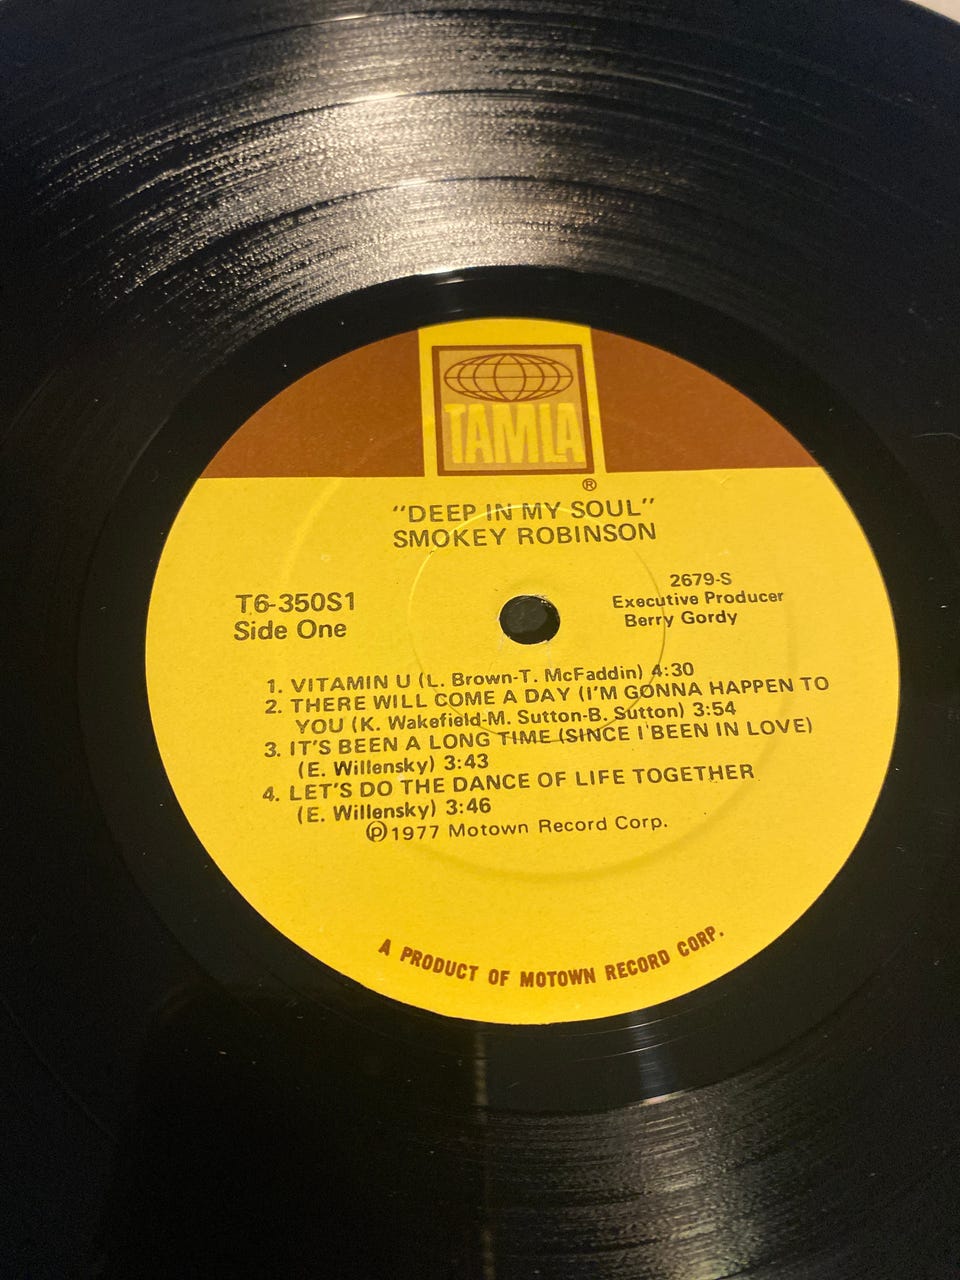 TAMLA
®
"DEEP IN MY SOUL"
SMOKEY ROBINSON
T6-350S1
Side One
2679-S
Executive Producer
Berry Gordy
1. VITAMIN U (L. Brown-T. McFaddin) 4:30
2. THERE WILL COME A DAY (I'M GONNA HAPPEN TO
YOU (K. Wakefield-M. Sutton-B. Sutton) 3:54
3. IT'S BEEN A LONG TIME (SINCE I'BEEN IN LOVE)
(E. Willensky) 3:43
4. LET'S DO THE DANCE OF LIFE TOGETHER
(E. Willensky) 3:46
℗1977 Motown Record Corp.
A PRODUCT OF MOTOWN RECORD CORP.